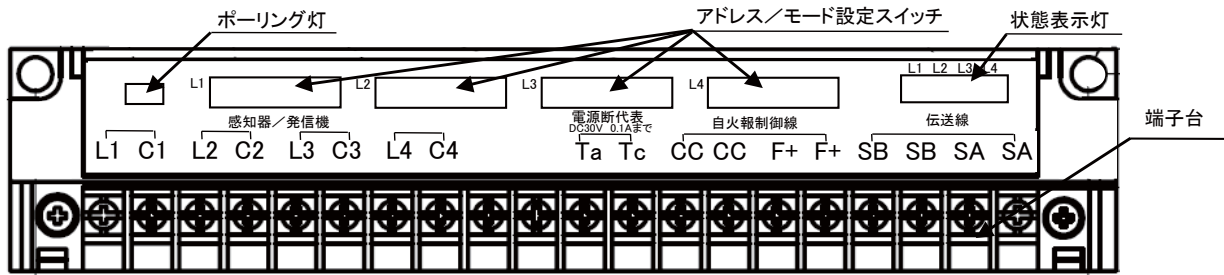 ポーリング灯
アドレス／モード設定スイッチ
状態表示灯
L1 L2 L3 L4
L1
L2
L3
L4
感知器／発信機
電源断代表
DC30V 0.1Aまで
自火報制御線
伝送線
端子台
L1 C1 L2 C2 L3 C3 L4 C4 Ta Tc CC CC F+ F+ SB SB SA SA